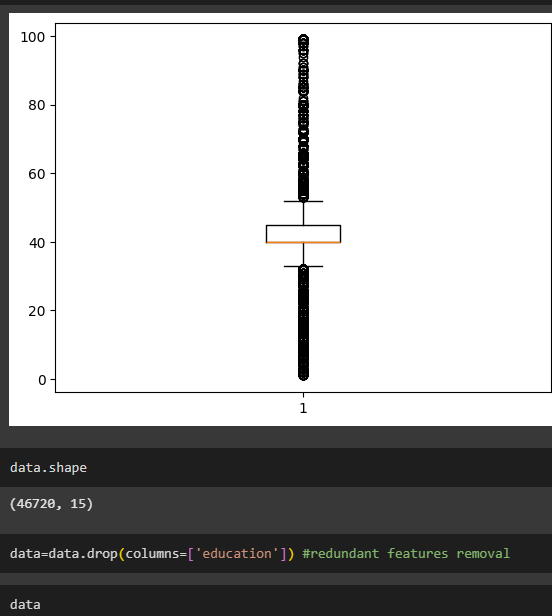 100
80
60
40
20
0
1
data.shape
(46720, 15)
data=data.drop(columns=['education']) #redundant features removal
data